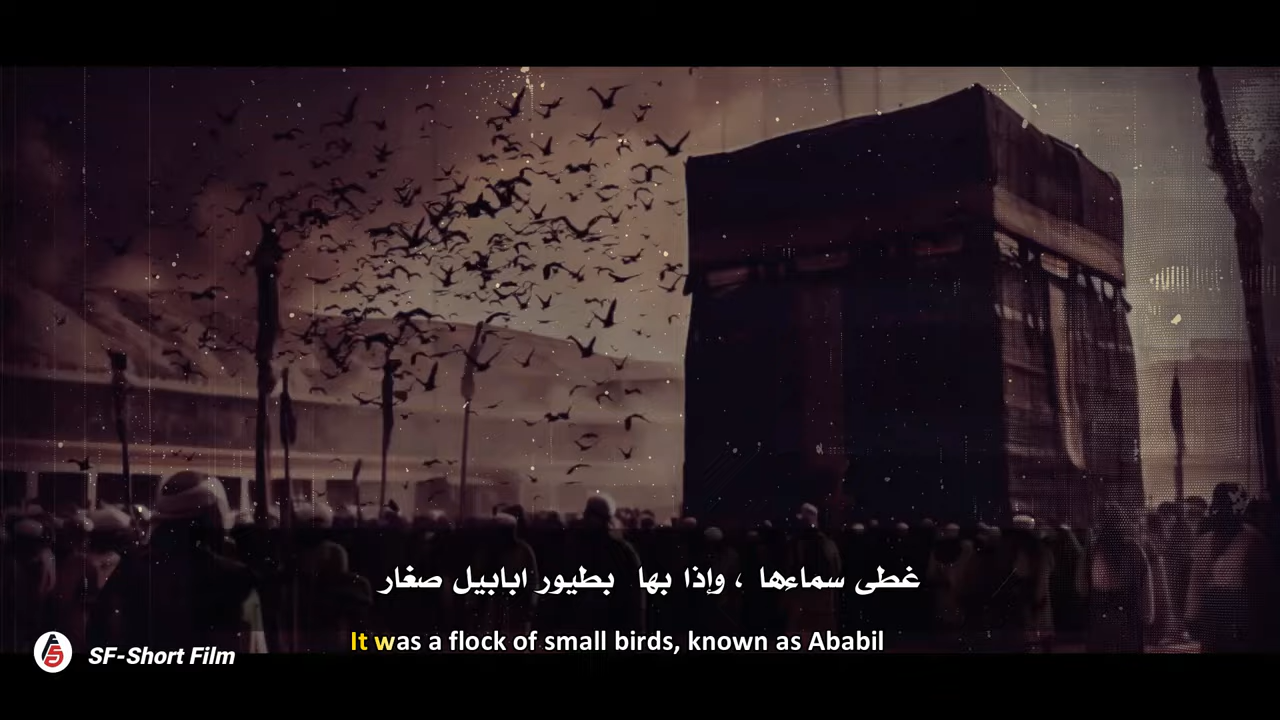 غطى سماءها ، وإذا بها بطيور ابابيل صغار
It was a flock of small birds, known as Ababil
SF-Short Film